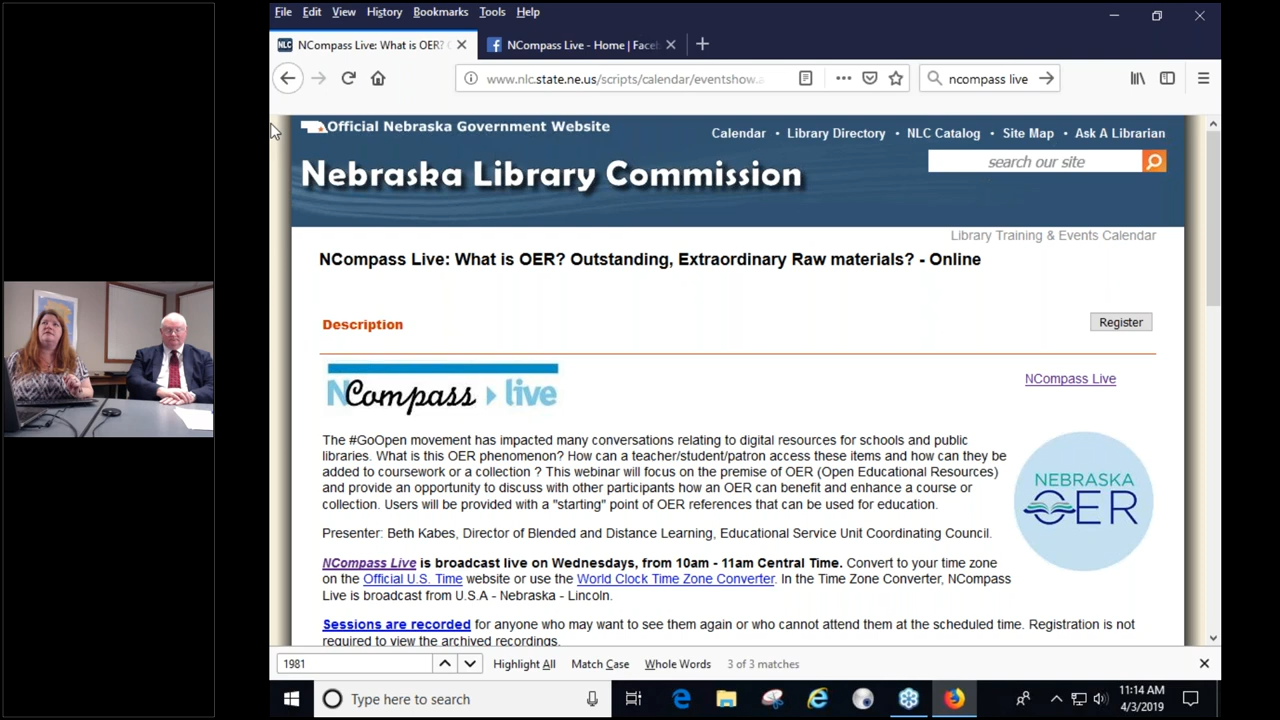 File Edit View History Bookmarks Tools Help
NLC NCompass Live: What is OER? O
NCompass Live - Home | Face
www.nlc.state.ne.us/scripts/calendar/eventshow.a
ncompass live
Official Nebraska Government Website
Calendar • Library Directory • NLC Catalog • Site Map • Ask A Librarian
Nebraska Library Commission
search our site
Library Training & Events Calendar
NCompass Live: What is OER? Outstanding, Extraordinary Raw materials? - Online
Description
Register
NCompass live
NCompass Live
The #GoOpen movement has impacted many conversations relating to digital resources for schools and public
libraries. What is this OER phenomenon? How can a teacher/student/patron access these items and how can they be
added to coursework or a collection ? This webinar will focus on the premise of OER (Open Educational Resources)
and provide an opportunity to discuss with other participants how an OER can benefit and enhance a course or
collection. Users will be provided with a "starting" point of OER references that can be used for education.
NEBRASKA
OER
Presenter: Beth Kabes, Director of Blended and Distance Learning, Educational Service Unit Coordinating Council.
NCompass Live is broadcast live on Wednesdays, from 10am - 11am Central Time. Convert to your time zone
on the Official U.S. Time website or use the World Clock Time Zone Converter. In the Time Zone Converter, NCompass
Live is broadcast from U.S.A - Nebraska - Lincoln.
Sessions are recorded for anyone who may want to see them again or who cannot attend them at the scheduled time. Registration is not
required to view the archived recordings.
1981
Highlight All Match Case Whole Words 3 of 3 matches
Type here to search
11:14 AM
4/3/2019